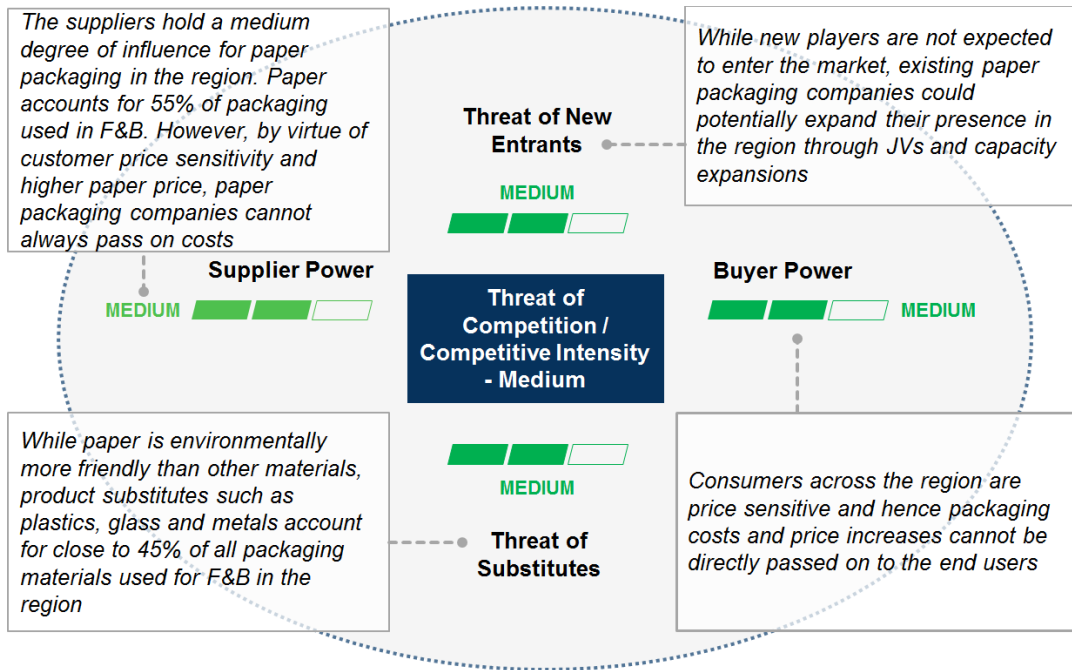 The suppliers hold a medium
degree of influence for paper
packaging in the region. Paper
accounts for 55% of packaging
used in F&B. However, by virtue of
customer price sensitivity and
higher paper price, paper
packaging companies cannot
always pass on costs
While new players are not expected
to enter the market, existing paper
packaging companies could
potentially expand their presence in
the region through JVs and capacity
expansions
Threat of New
Entrants
MEDIUM
Supplier Power
MEDIUM
Threat of
Competition /
Competitive Intensity
- Medium
Buyer Power
MEDIUM
While paper is environmentally
more friendly than other materials,
product substitutes such as
plastics, glass and metals account
for close to 45% of all packaging
materials used for F&B in the
region
MEDIUM
Threat of
Substitutes
Consumers across the region are
price sensitive and hence packaging
costs and price increases cannot be
directly passed on to the end users